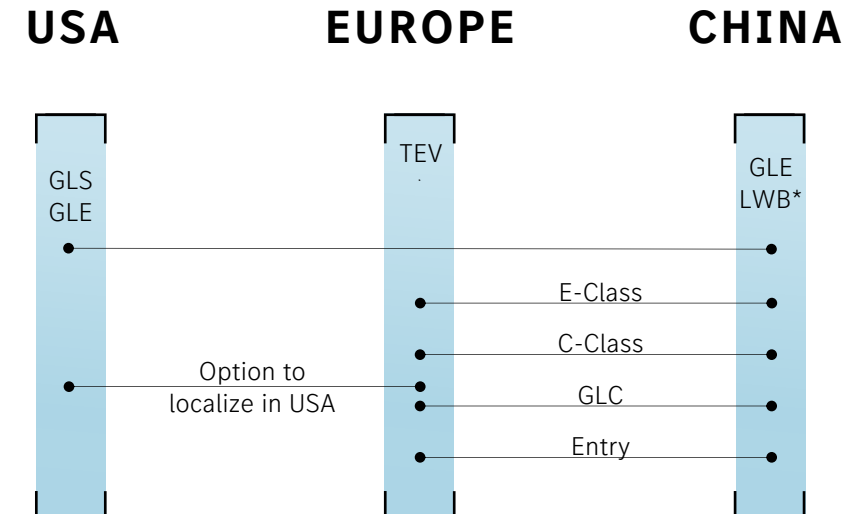 USA
EUROPE
CHINA
GLS
GLE
TEV
.
GLE
LWB*
E-Class
C-Class
Option to
localize in USA
GLC
Entry